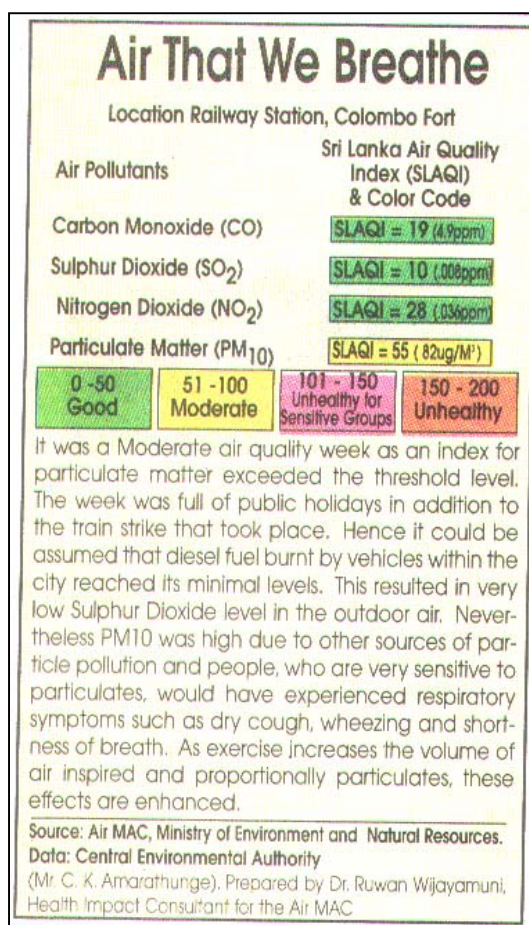 Air That We Breathe
Location Railway Station, Colombo Fort
Air Pollutants
Sri Lanka Air Quality
Index (SLAQI)
& Color Code
Carbon Monoxide (CO) SLAQI = 19 (4.9ppm)
Sulphur Dioxide (SO2) SLAQI = 10 (.008ppm)
Nitrogen Dioxide (NO2) SLAQI = 28 (.036ppm)
Particulate Matter (PM10) SLAQI = 55 ( 82ug/M³)
0 -50
Good
51 -100
Moderate
101 - 150
Unhealthy for
Sensitive Groups
150 - 200
Unhealthy
It was a Moderate air quality week as an index for
particulate matter exceeded the threshold level.
The week was full of public holidays in addition to
the train strike that took place. Hence it could be
assumed that diesel fuel burnt by vehicles within the
city reached its minimal levels. This resulted in very
low Sulphur Dioxide level in the outdoor air. Never-
theless PM10 was high due to other sources of par-
ticle pollution and people, who are very sensitive to
particulates, would have experienced respiratory
symptoms such as dry cough, wheezing and short-
ness of breath. As exercise increases the volume of
air inspired and proportionally particulates, these
effects are enhanced.
Source: Air MAC, Ministry of Environment and Natural Resources.
Data: Central Environmental Authority
(Mr. C. K. Amarathunge). Prepared by Dr. Ruwan Wijayamuni,
Health Impact Consultant for the Air MAC